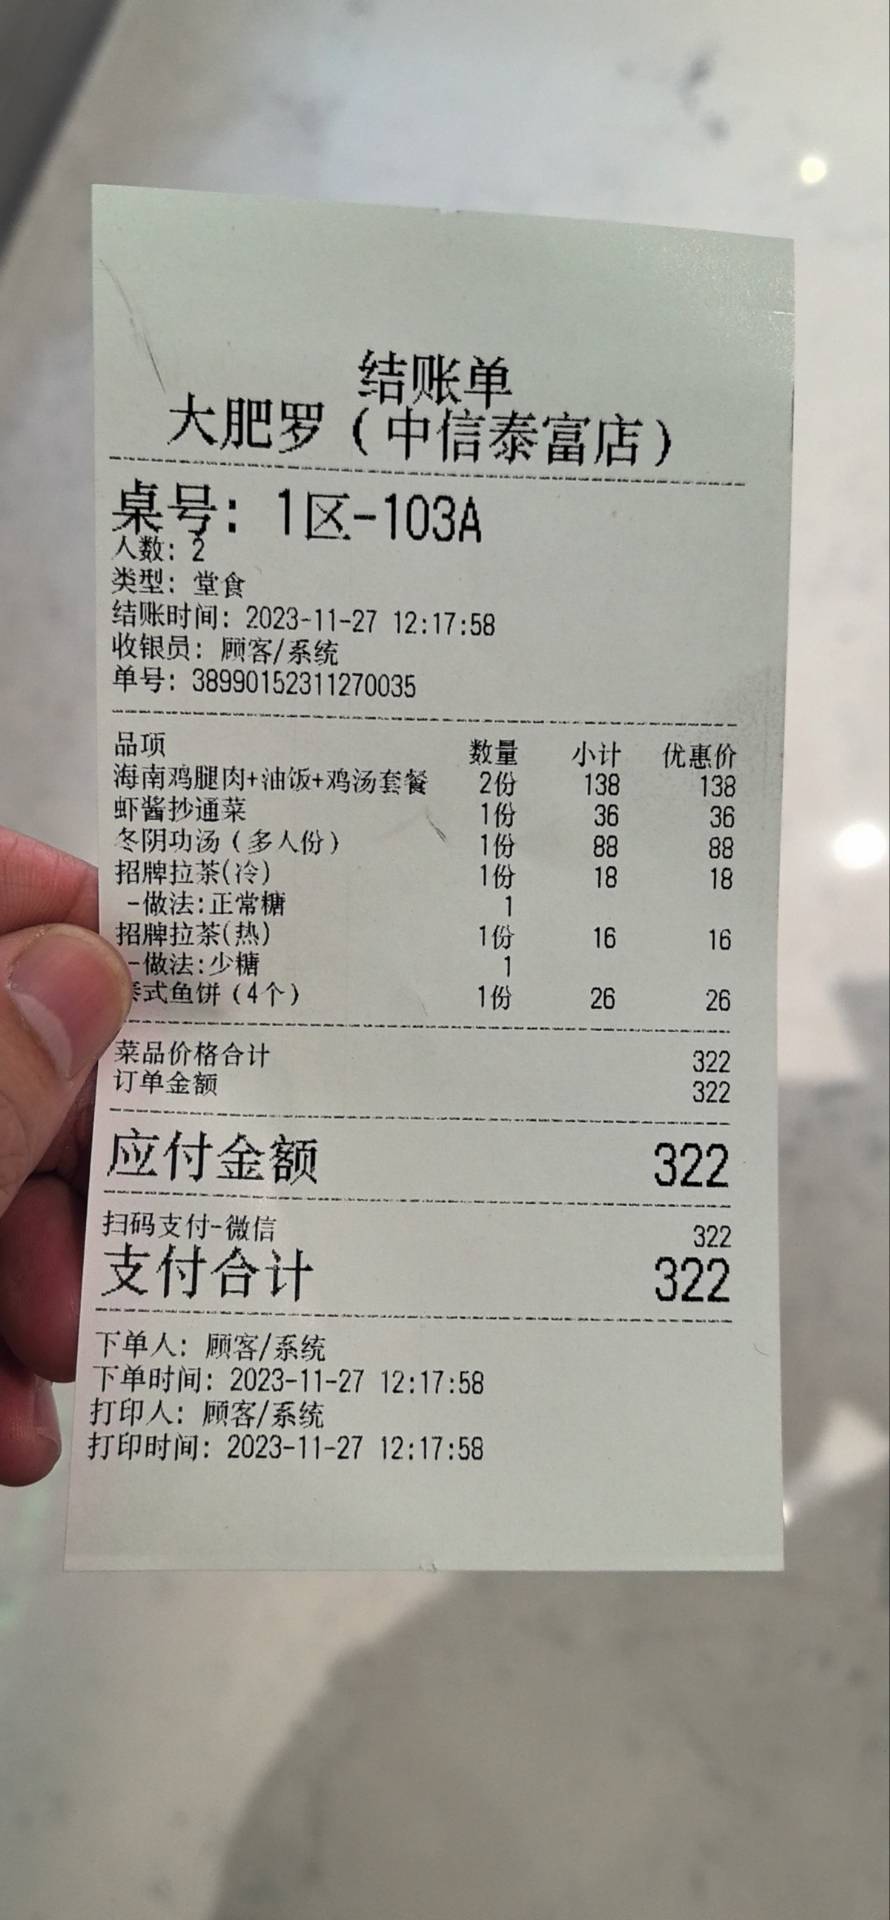 结账单
大肥罗（中信泰富店）
桌号: 1区-103A
人数: 2
类型: 堂食
结账时间: 2023-11-27 12:17:58
收银员: 顾客/系统
单号: 38990152311270035
品项 数量 小计 优惠价
海南鸡腿肉+油饭+鸡汤套餐 2份 138 138
虾酱抄通菜 1份 36 36
冬阴功汤（多人份） 1份 88 88
招牌拉茶(冷) 1份 18 18
-做法:正常糖 1
招牌拉茶(热) 1份 16 16
-做法:少糖 1
泰式鱼饼（4个） 1份 26 26
菜品价格合计 322
订单金额 322
应付金额 322
扫码支付-微信 322
支付合计 322
下单人: 顾客/系统
下单时间: 2023-11-27 12:17:58
打印人: 顾客/系统
打印时间: 2023-11-27 12:17:58